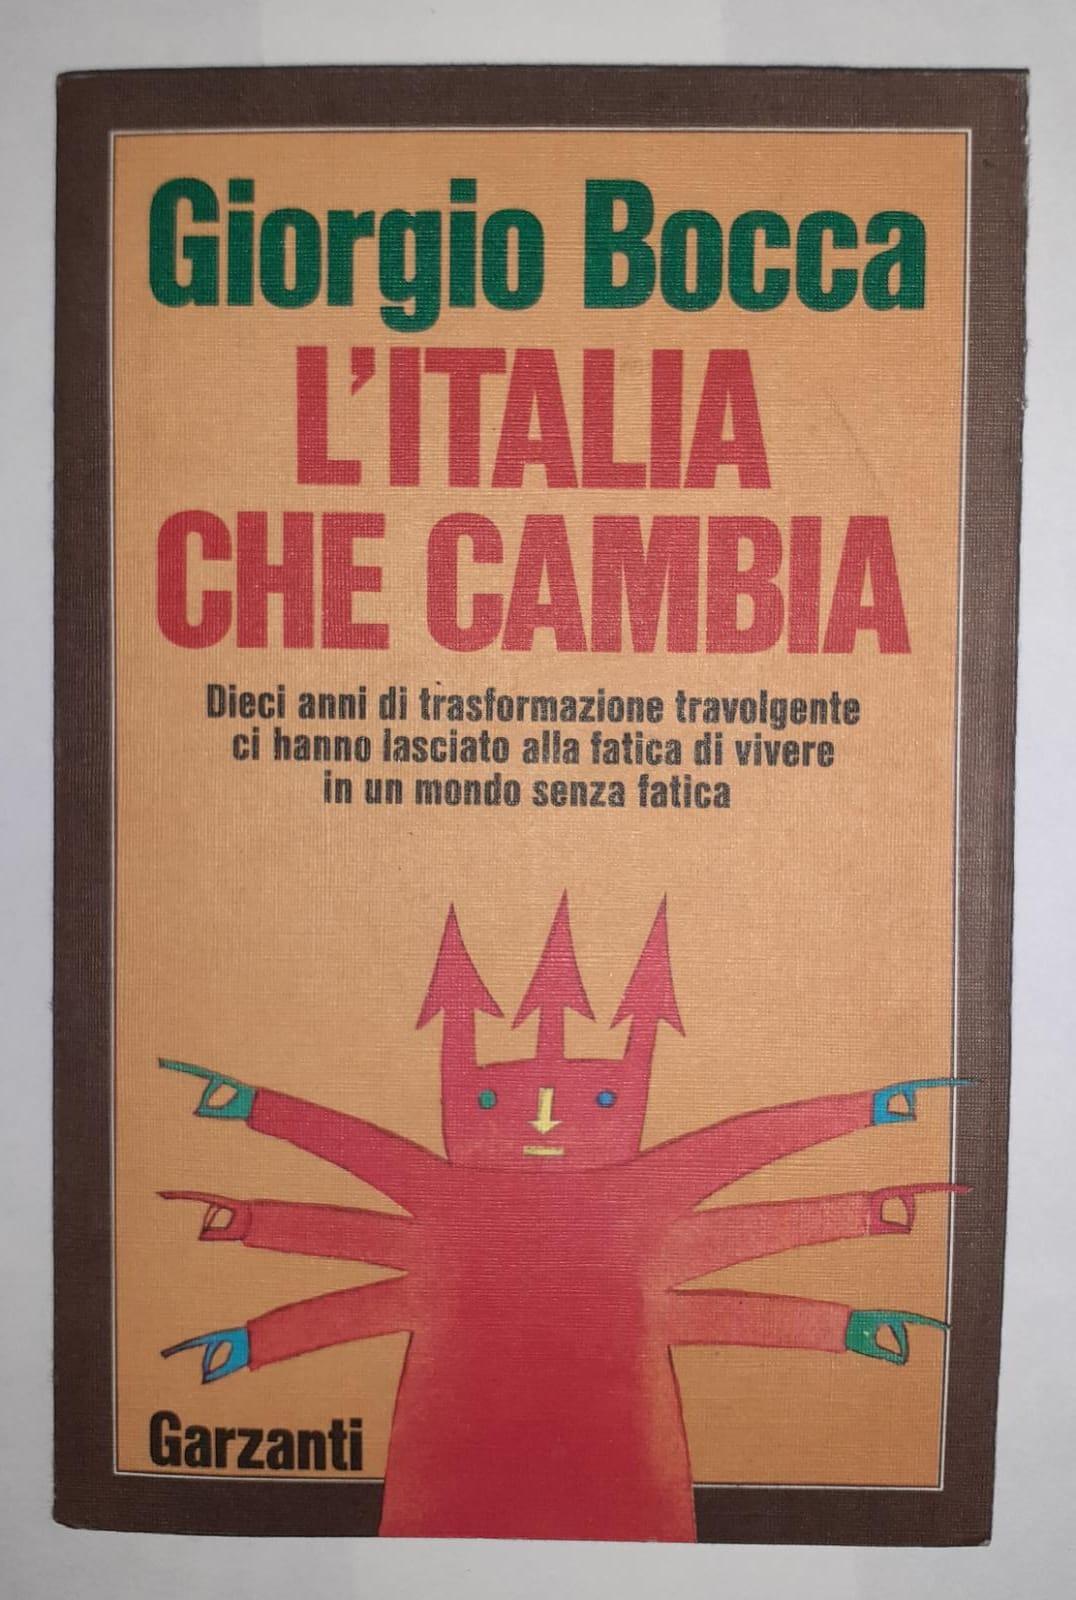 Giorgio Bocca
L'ITALIA
CHE CAMBIA
Dieci anni di trasformazione travolgente
ci hanno lasciato alla fatica di vivere
in un mondo senza fatica
Garzanti